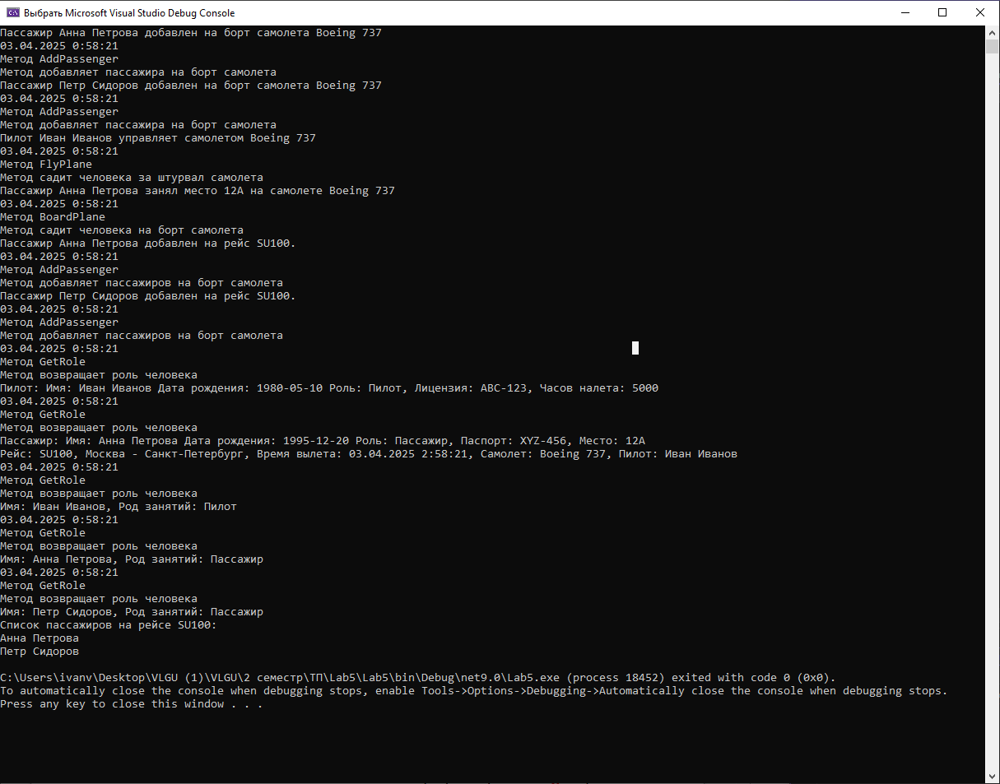 Выбрать Microsoft Visual Studio Debug Console
Пассажир Анна Петрова добавлен на борт самолета Boeing 737
03.04.2025 0:58:21
Метод AddPassenger
Метод добавляет пассажира на борт самолета
Пассажир Петр Сидоров добавлен на борт самолета Boeing 737
03.04.2025 0:58:21
Метод AddPassenger
Метод добавляет пассажира на борт самолета
Пилот Иван Иванов управляет самолетом Boeing 737
03.04.2025 0:58:21
Метод FlyPlane
Метод садит человека за штурвал самолета
Пассажир Анна Петрова занял место 12A на самолете Boeing 737
03.04.2025 0:58:21
Метод BoardPlane
Метод садит человека на борт самолета
Пассажир Анна Петрова добавлен на рейс SU100.
03.04.2025 0:58:21
Метод AddPassenger
Метод добавляет пассажиров на борт самолета
Пассажир Петр Сидоров добавлен на рейс SU100.
03.04.2025 0:58:21
Метод AddPassenger
Метод добавляет пассажиров на борт самолета
03.04.2025 0:58:21
Метод GetRole
Метод возвращает роль человека
Пилот: Имя: Иван Иванов Дата рождения: 1980-05-10 Роль: Пилот, Лицензия: ABC-123, Часов налета: 5000
03.04.2025 0:58:21
Метод GetRole
Метод возвращает роль человека
Пассажир: Имя: Анна Петрова Дата рождения: 1995-12-20 Роль: Пассажир, Паспорт: XYZ-456, Место: 12A
Рейс: SU100, Москва - Санкт-Петербург, Время вылета: 03.04.2025 2:58:21, Самолет: Boeing 737, Пилот: Иван Иванов
03.04.2025 0:58:21
Метод GetRole
Метод возвращает роль человека
Имя: Иван Иванов, Род занятий: Пилот
03.04.2025 0:58:21
Метод GetRole
Метод возвращает роль человека
Имя: Анна Петрова, Род занятий: Пассажир
03.04.2025 0:58:21
Метод GetRole
Метод возвращает роль человека
Имя: Петр Сидоров, Род занятий: Пассажир
Список пассажиров на рейсе SU100:
Анна Петрова
Петр Сидоров
C:\Users\ivanv\Desktop\VLGU (1)\VLGU\2 семестр\ТП\Lab5\Lab5\bin\Debug\net9.0\Lab5.exe (process 18452) exited with code 0 (0x0).
To automatically close the console when debugging stops, enable Tools->Options->Debugging->Automatically close the console when debugging stops.
Press any key to close this window . . .